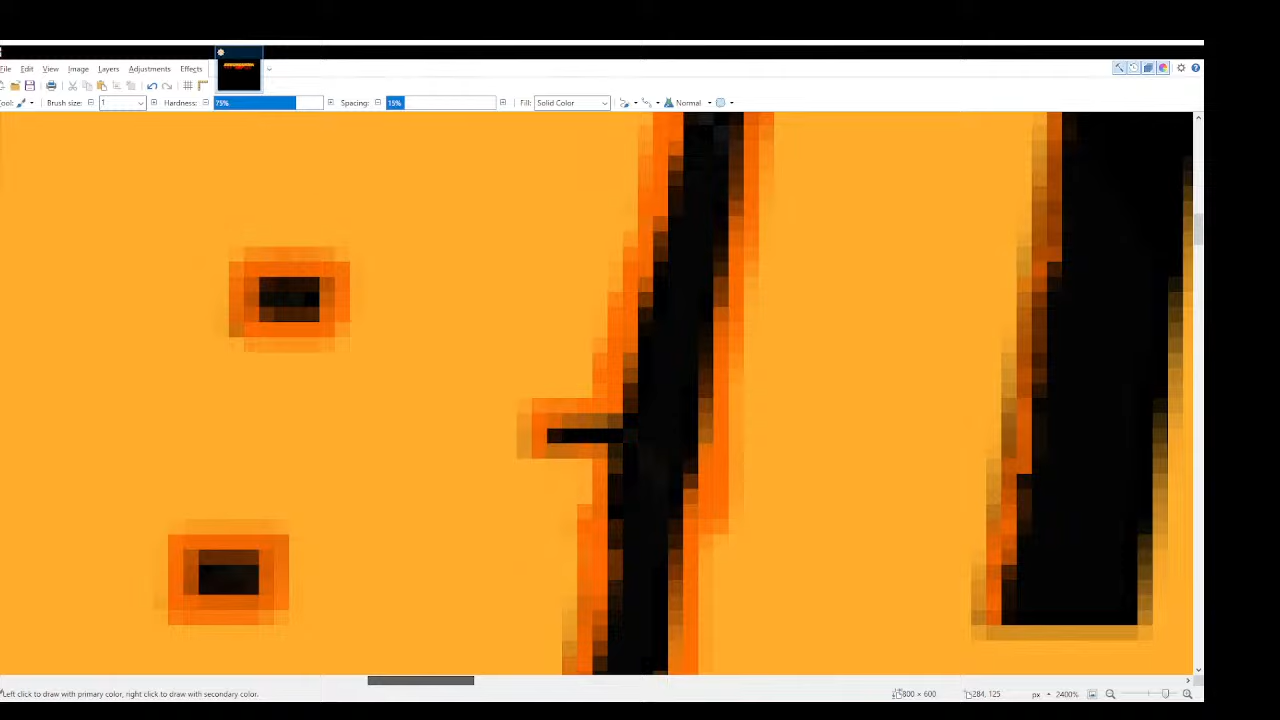 File Edit View Image Layers Adjustments Effects
Tool: Brush size: 1 Hardness: 75% Spacing: 15% Fill: Solid Color Normal
Left click to draw with primary color, right click to draw with secondary color. 800 × 600 284, 125 px 2400%